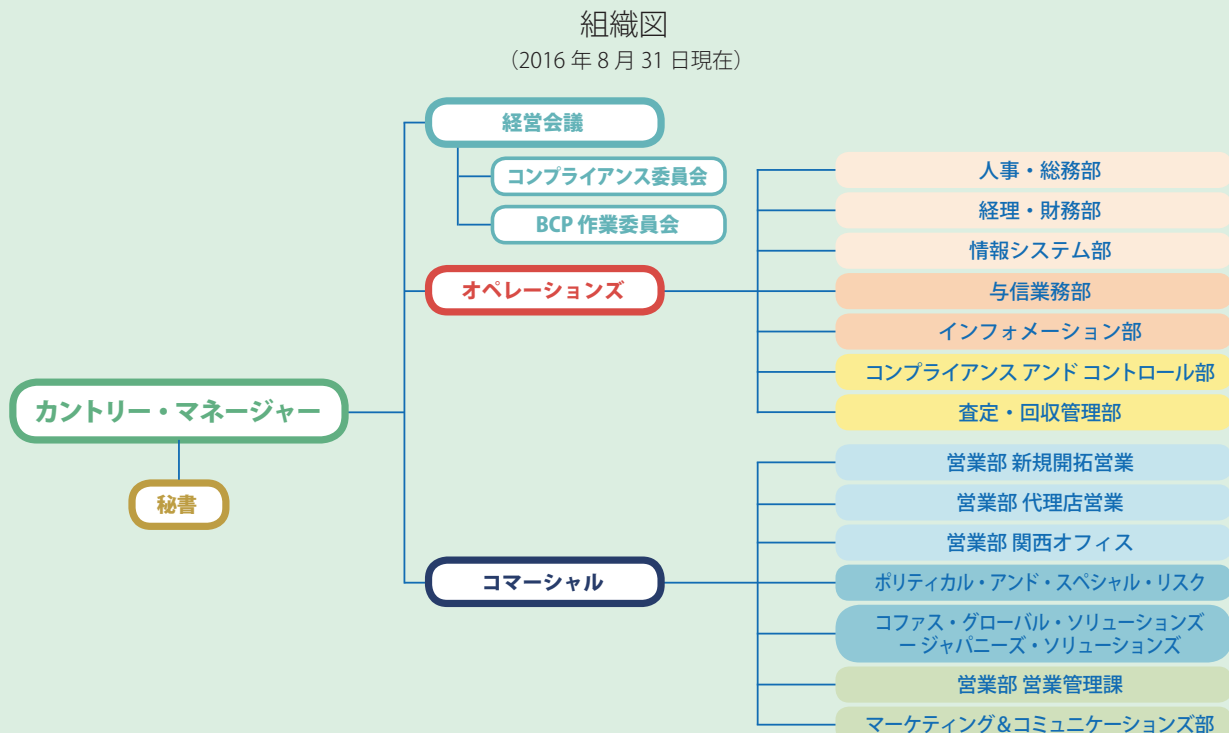 組織図
（2016 年 8 月 31 日現在）
経営会議
コンプライアンス委員会
BCP 作業委員会
オペレーションズ
人事・総務部
経理・財務部
情報システム部
与信業務部
インフォメーション部
コンプライアンス アンド コントロール部
査定・回収管理部
カントリー・マネージャー
秘書
コマーシャル
営業部 新規開拓営業
営業部 代理店営業
営業部 関西オフィス
ポリティカル・アンド・スペシャル・リスク
コファス・グローバル・ソリューションズ
ー ジャパニーズ・ソリューションズ
営業部 営業管理課
マーケティング＆コミュニケーションズ部